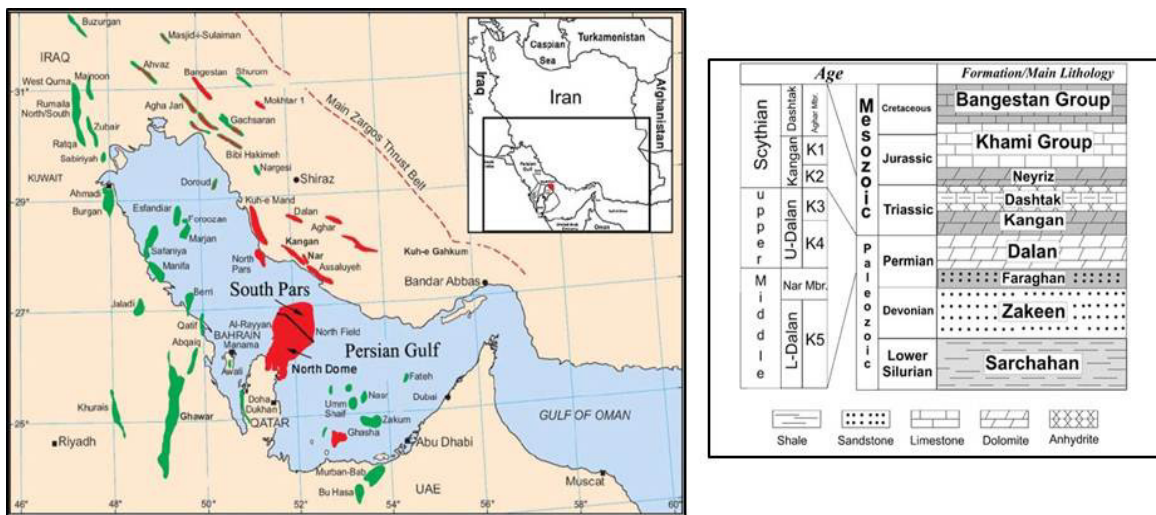 Buzurgan
Masjid-i-Sulaiman
IRAQ
Ahvaz
Bangestan
Shurom
West Qurna
Majnoon
31°
Mokhtar 1
Rumaila
North/South
Agha Jari
Gachsaran
Main Zargos Thrust Belt
Zubair
Ratqa
Sabiriyah
Bibi Hakimeh
Nargesi
KUWAIT
Doroud
Shiraz
Ahmadi
29°
Burgan
Esfandiar
Foroozan
Marjan
Kuh-e Mand
Dalan
Aghar
Safaniya
Kangan
Nar
Kuh-e Gahkum
Manifa
North
Pars
Assaluyeh
Bandar Abbas
Berri
South Pars
Jaladi
27°
Qatif
Al-Rayyan
North Field
BAHRAIN
Manama
Persian Gulf
Abqaiq
Awali
North Dome
Fateh
Khurais
Ghawar
Doha
Dukhan
Umm
Shaif
Nasr
Dubai
QATAR
Zakum
GULF OF OMAN
25°
Riyadh
Ghasha
Abu Dhabi
Murban-Bab
Muscat
Bu Hasa
UAE
46°
48°
50°
52°
54°
56°
58°
Caspian
Sea
Turkamenistan
Iraq
Iran
Afghanistan
Persian
Gulf
Oman
Age
Formation/Main Lithology
Scythian
Dashtak
Aghar Mbr.
Kangan
K1
K2
upper
U-Dalan
K3
K4
Middle
Nar Mbr.
L-Dalan
K5
Mesozoic
Cretaceous
Bangestan Group
Jurassic
Khami Group
Neyriz
Triassic
Dashtak
Kangan
Paleozoic
Permian
Dalan
Faraghan
Devonian
Zakeen
Lower
Silurian
Sarchahan
Shale
Sandstone
Limestone
Dolomite
Anhydrite